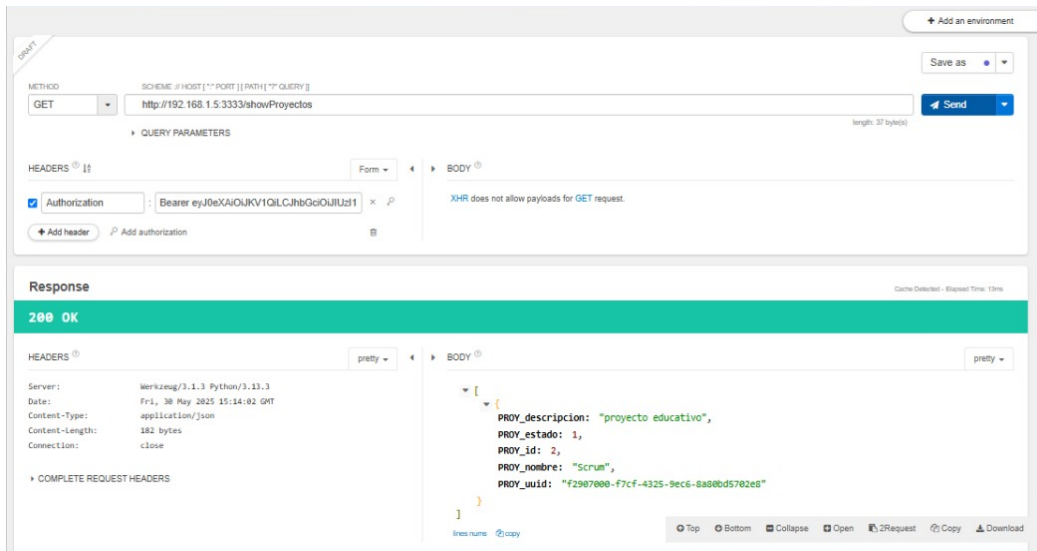 + Add an environment
DRAFT
Save as
METHOD
SCHEME :// HOST [ ":" PORT ] [ PATH [ "?" QUERY ]]
GET
http://192.168.1.5:3333/showProyectos
Send
length: 37 byte(s)
QUERY PARAMETERS
HEADERS
Form
BODY
Authorization : Bearer eyJ0eXAiOiJKV1QiLCJhbGciOiJIUzI1
XHR does not allow payloads for GET request.
+ Add header
Add authorization
Response
Cache Detected - Elapsed Time: 13ms
200 OK
HEADERS
pretty
BODY
pretty
Server: Werkzeug/3.1.3 Python/3.13.3
Date: Fri, 30 May 2025 15:14:02 GMT
Content-Type: application/json
Content-Length: 182 bytes
Connection: close
COMPLETE REQUEST HEADERS
[
{
PROY_descripcion: "proyecto educativo",
PROY_estado: 1,
PROY_id: 2,
PROY_nombre: "Scrum",
PROY_uuid: "f2907000-f7cf-4325-9ec6-8a80bd5702e8"
}
]
lines nums copy
Top Bottom Collapse Open 2Request Copy Download